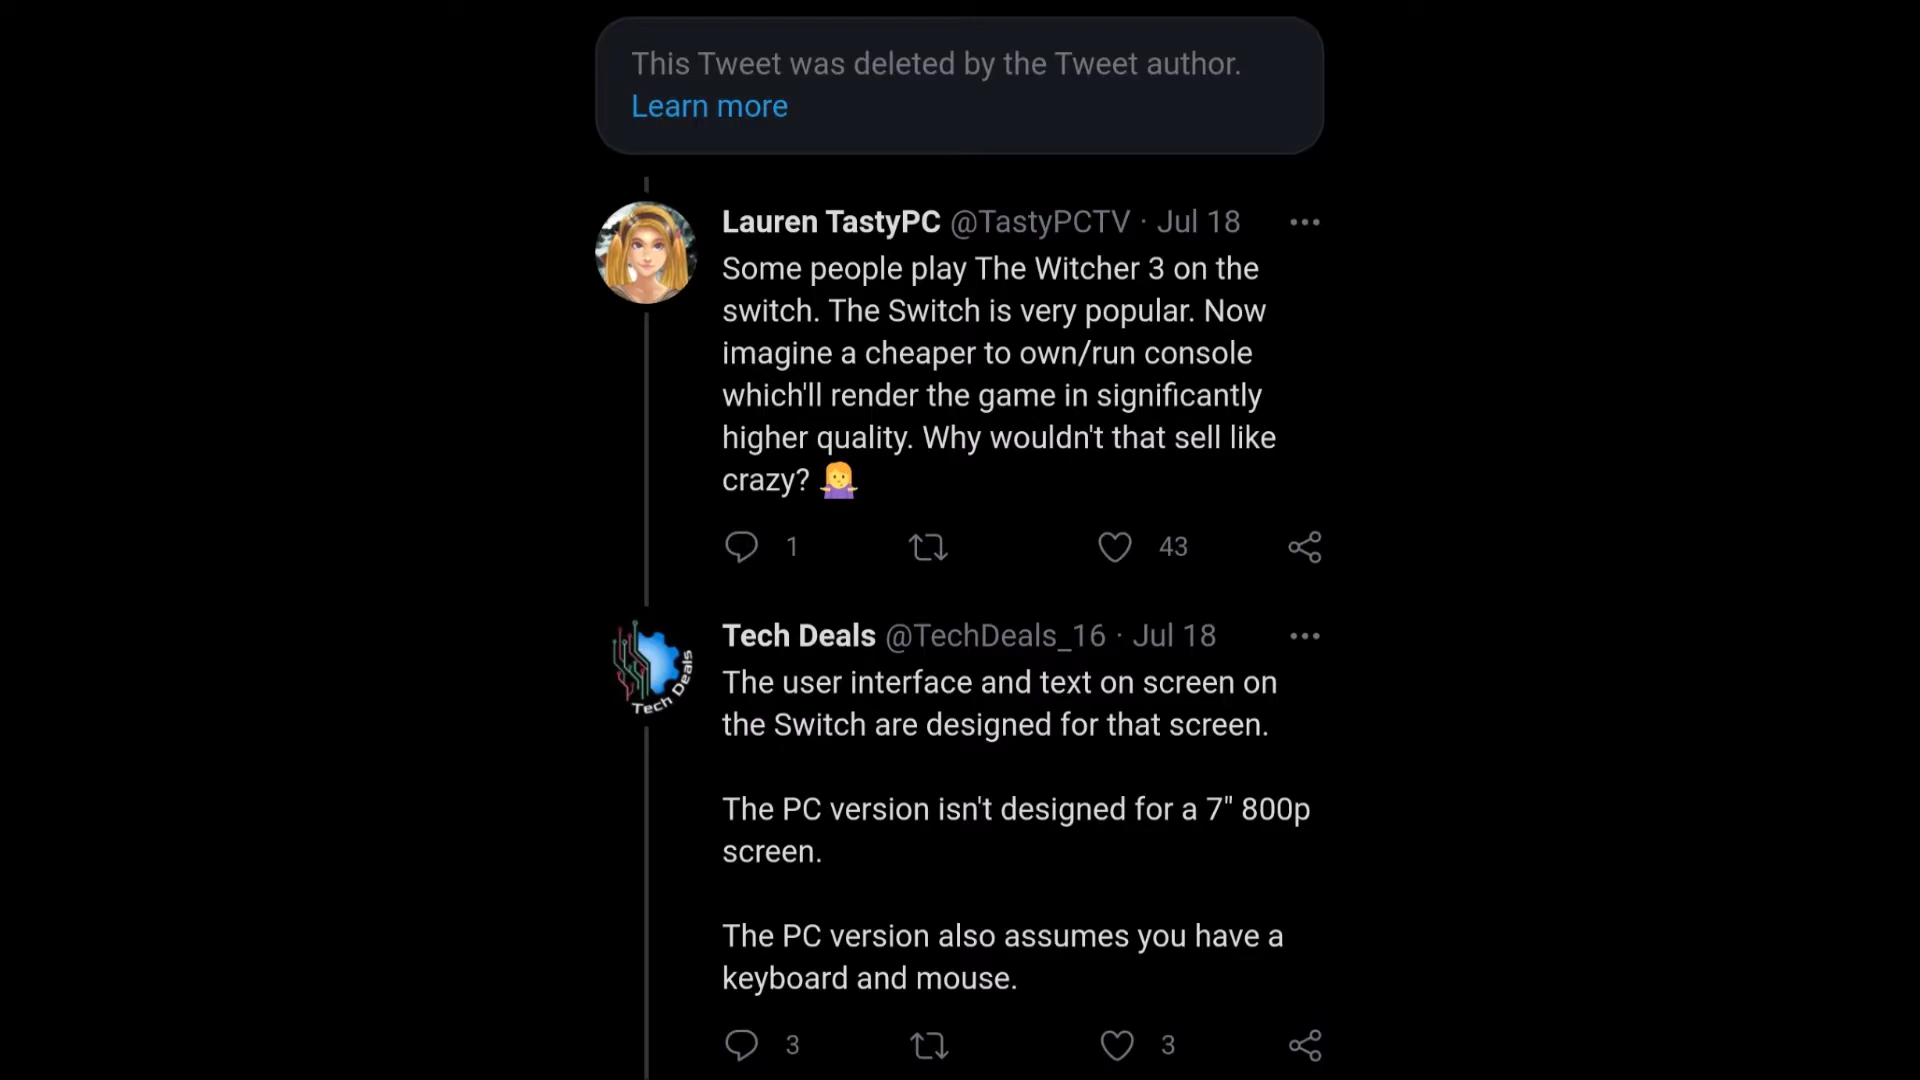 This Tweet was deleted by the Tweet author.
Learn more
Lauren TastyPC @TastyPCTV · Jul 18
Some people play The Witcher 3 on the
switch. The Switch is very popular. Now
imagine a cheaper to own/run console
which'll render the game in significantly
higher quality. Why wouldn't that sell like
crazy? 🤷‍♀️
1 43
Tech Deals
Tech Deals @TechDeals_16 · Jul 18
The user interface and text on screen on
the Switch are designed for that screen.
The PC version isn't designed for a 7" 800p
screen.
The PC version also assumes you have a
keyboard and mouse.
3 3